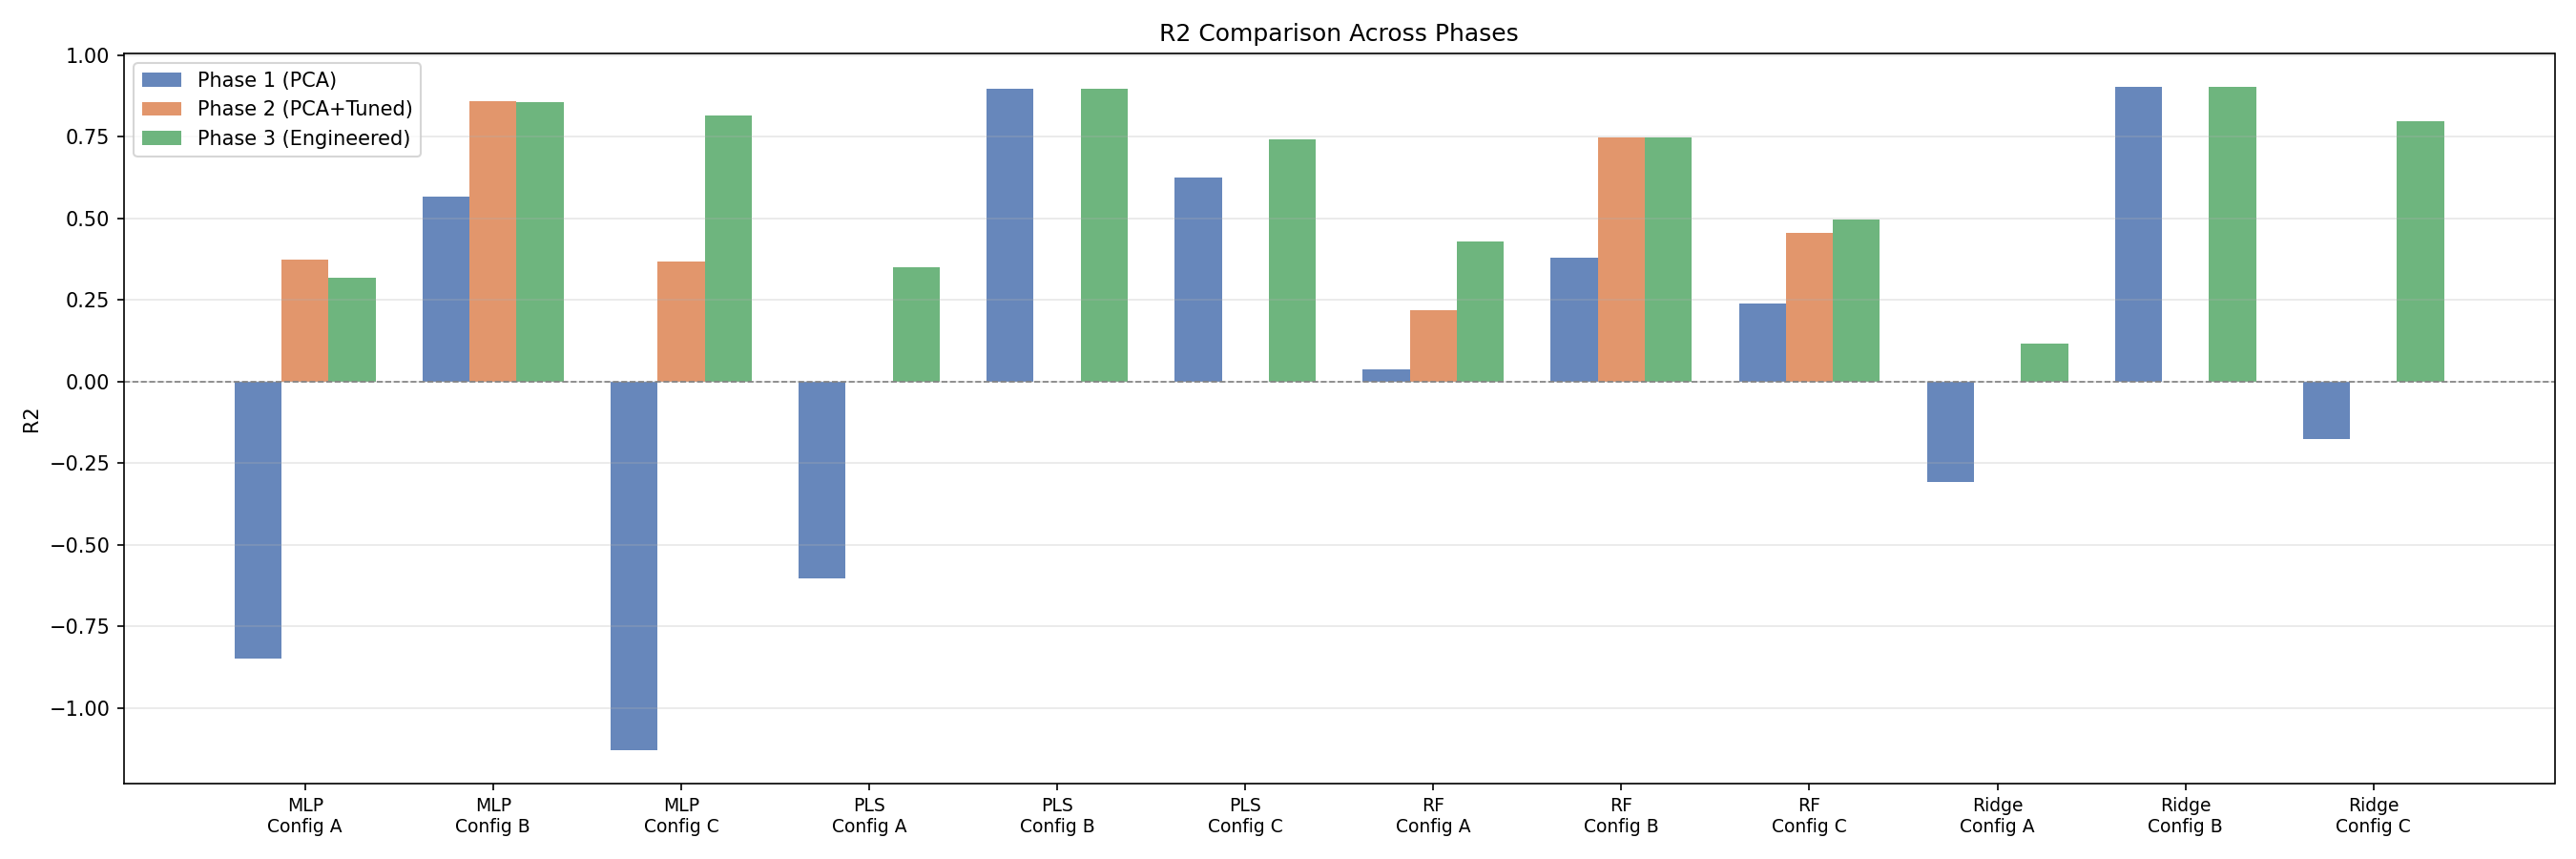 R2 Comparison Across Phases
Phase 1 (PCA)
Phase 2 (PCA+Tuned)
Phase 3 (Engineered)
R2
1.00
0.75
0.50
0.25
0.00
−0.25
−0.50
−0.75
−1.00
MLP
Config A
MLP
Config B
MLP
Config C
PLS
Config A
PLS
Config B
PLS
Config C
RF
Config A
RF
Config B
RF
Config C
Ridge
Config A
Ridge
Config B
Ridge
Config C